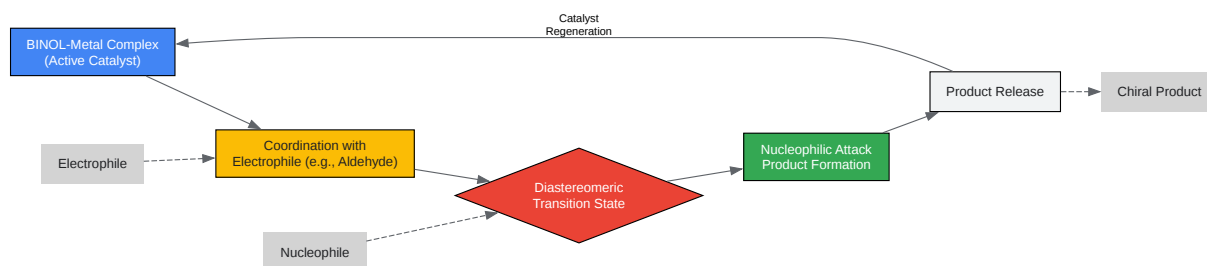 Catalyst
Regeneration
BINOL-Metal Complex
(Active Catalyst)
Product Release
Chiral Product
Coordination with
Electrophile (e.g., Aldehyde)
Electrophile
Nucleophilic Attack
Product Formation
Diastereomeric
Transition State
Nucleophile